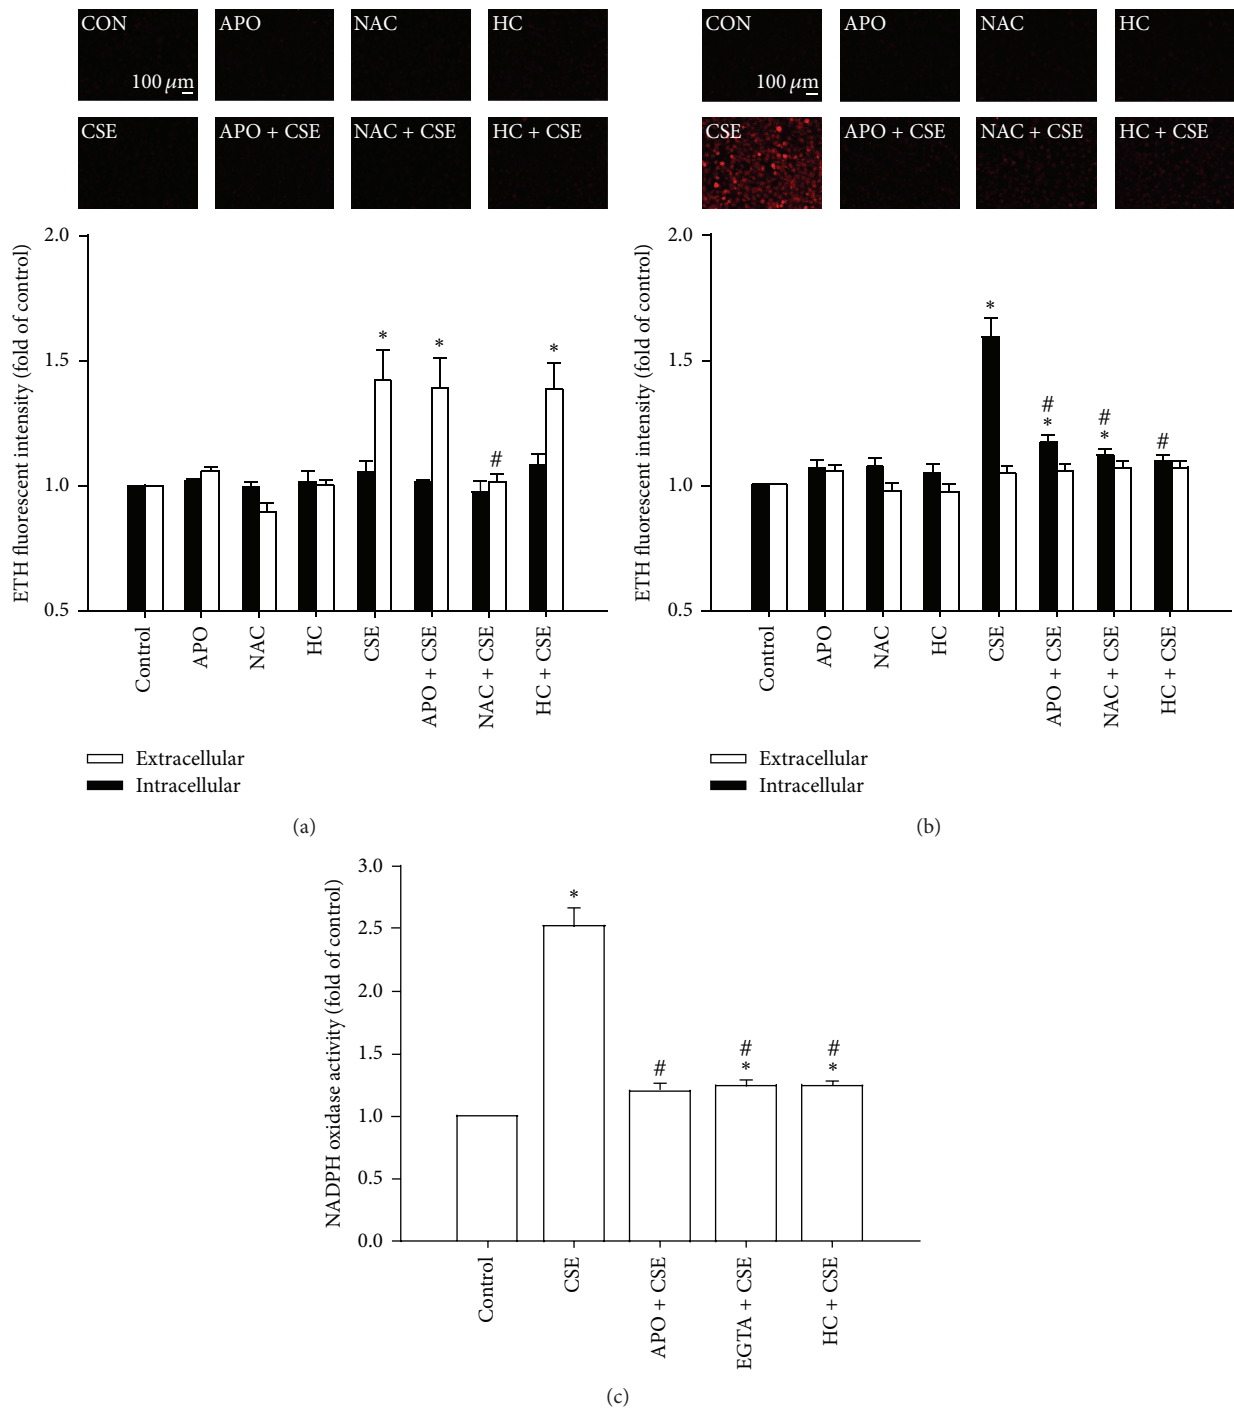 CON APO NAC HC
100 μm
CSE APO + CSE NAC + CSE HC + CSE
ETH fluorescent intensity (fold of control)
2.0
1.5
1.0
0.5
* * # *
Control APO NAC HC CSE APO + CSE NAC + CSE HC + CSE
Extracellular
Intracellular
(a)
CON APO NAC HC
100 μm
CSE APO + CSE NAC + CSE HC + CSE
ETH fluorescent intensity (fold of control)
2.0
1.5
1.0
0.5
*
# # #
* *
Control APO NAC HC CSE APO + CSE NAC + CSE HC + CSE
Extracellular
Intracellular
(b)
NADPH oxidase activity (fold of control)
3.0
2.5
2.0
1.5
1.0
0.5
0.0
*
# # #
* *
Control CSE APO + CSE EGTA + CSE HC + CSE
(c)